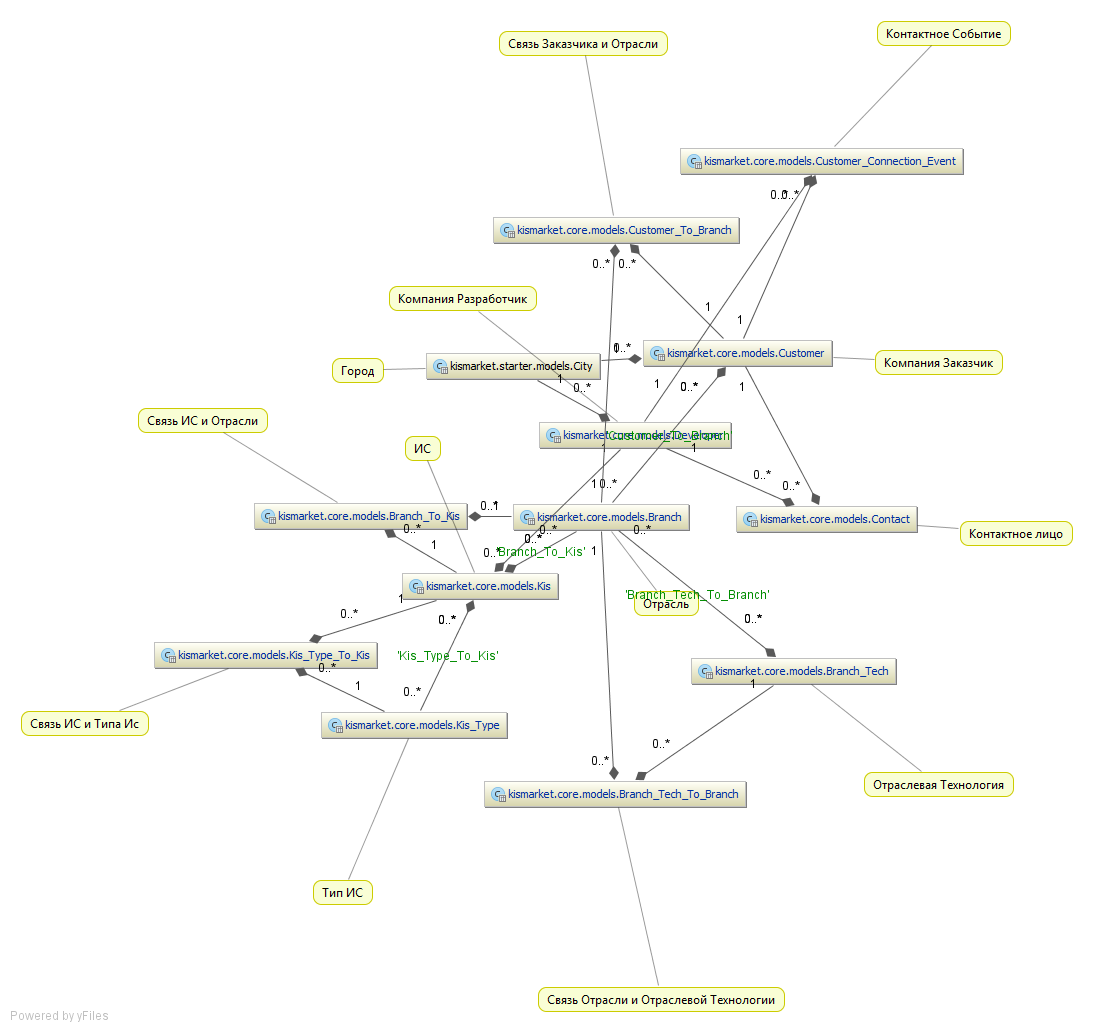 Контактное Событие
Связь Заказчика и Отрасли
kismarket.core.models.Customer_Connection_Event
0..*
0..*
kismarket.core.models.Customer_To_Branch
0..*
0..*
Компания Разработчик
1
1
0..*
kismarket.core.models.Customer
Компания Заказчик
kismarket.starter.models.City
Город
1
0..*
1
0..*
1
Связь ИС и Отрасли
ИС
kismarket.core.models.Developer
'Customer_To_Branch'
1
1
0..*
0..*
1
0..*
kismarket.core.models.Branch_To_Kis
0..*
1
kismarket.core.models.Branch
kismarket.core.models.Contact
Контактное лицо
0..*
0..*
0..*
0..*
1
0..*
'Branch_To_Kis'
1
kismarket.core.models.Kis
'Branch_Tech_To_Branch'
Отрасль
1
0..*
0..*
0..*
kismarket.core.models.Kis_Type_To_Kis
'Kis_Type_To_Kis'
0..*
kismarket.core.models.Branch_Tech
1
1
0..*
Связь ИС и Типа Ис
kismarket.core.models.Kis_Type
0..*
0..*
Отраслевая Технология
kismarket.core.models.Branch_Tech_To_Branch
Тип ИС
Связь Отрасли и Отраслевой Технологии
Powered by yFiles